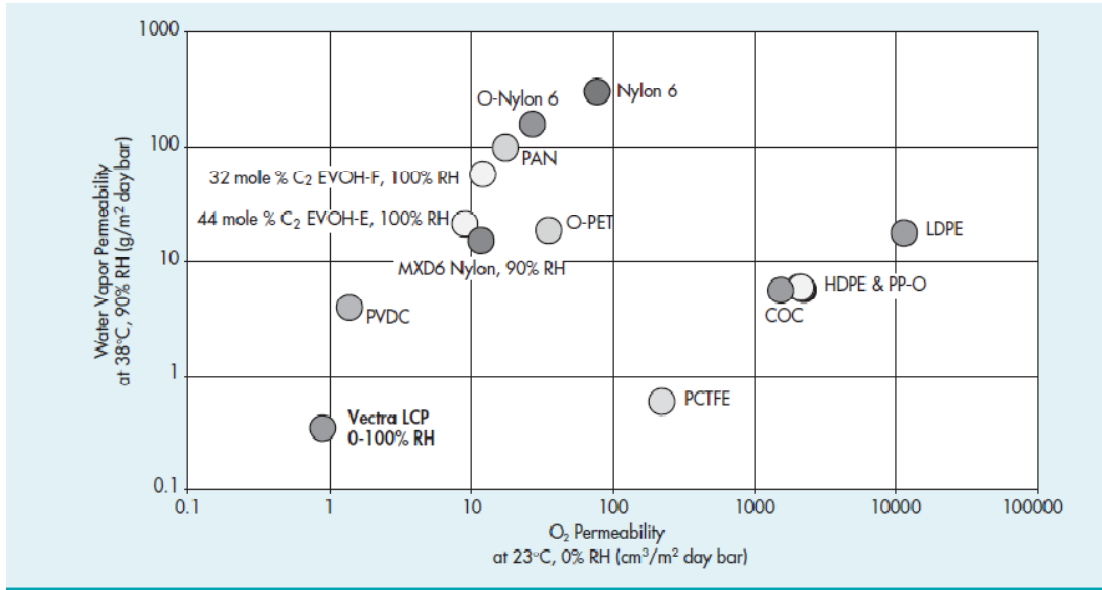 1000
O-Nylon 6
Nylon 6
100
PAN
32 mole % C₂ EVOH-F, 100% RH
44 mole % C₂ EVOH-E, 100% RH
O-PET
LDPE
10
MXD6 Nylon, 90% RH
HDPE & PP-O
COC
PVDC
1
PCTFE
Vectra LCP
0-100% RH
0.1
Water Vapor Permeability
at 38°C, 90% RH (g/m² day bar)
0.1 1 10 100 1000 10000 100000
O₂ Permeability
at 23°C, 0% RH (cm³/m² day bar)